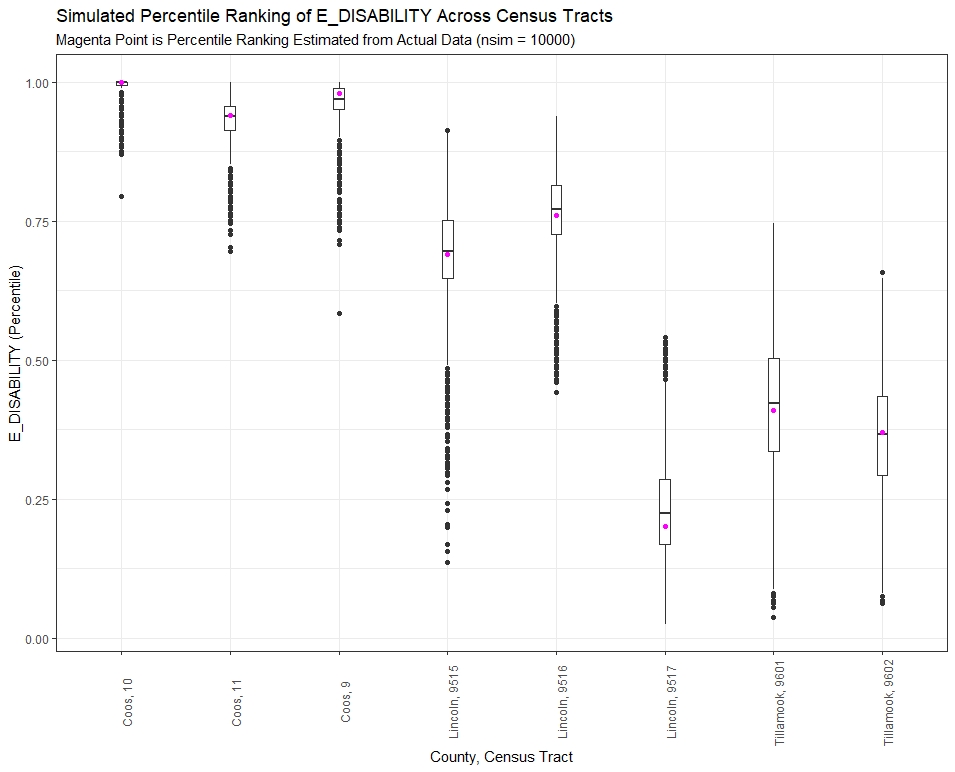 Simulated Percentile Ranking of E_DISABILITY Across Census Tracts
Magenta Point is Percentile Ranking Estimated from Actual Data (nsim = 10000)
E_DISABILITY (Percentile)
1.00
0.75
0.50
0.25
0.00
Coos, 10
Coos, 11
Coos, 9
Lincoln, 9515
Lincoln, 9516
Lincoln, 9517
Tillamook, 9601
Tillamook, 9602
County, Census Tract